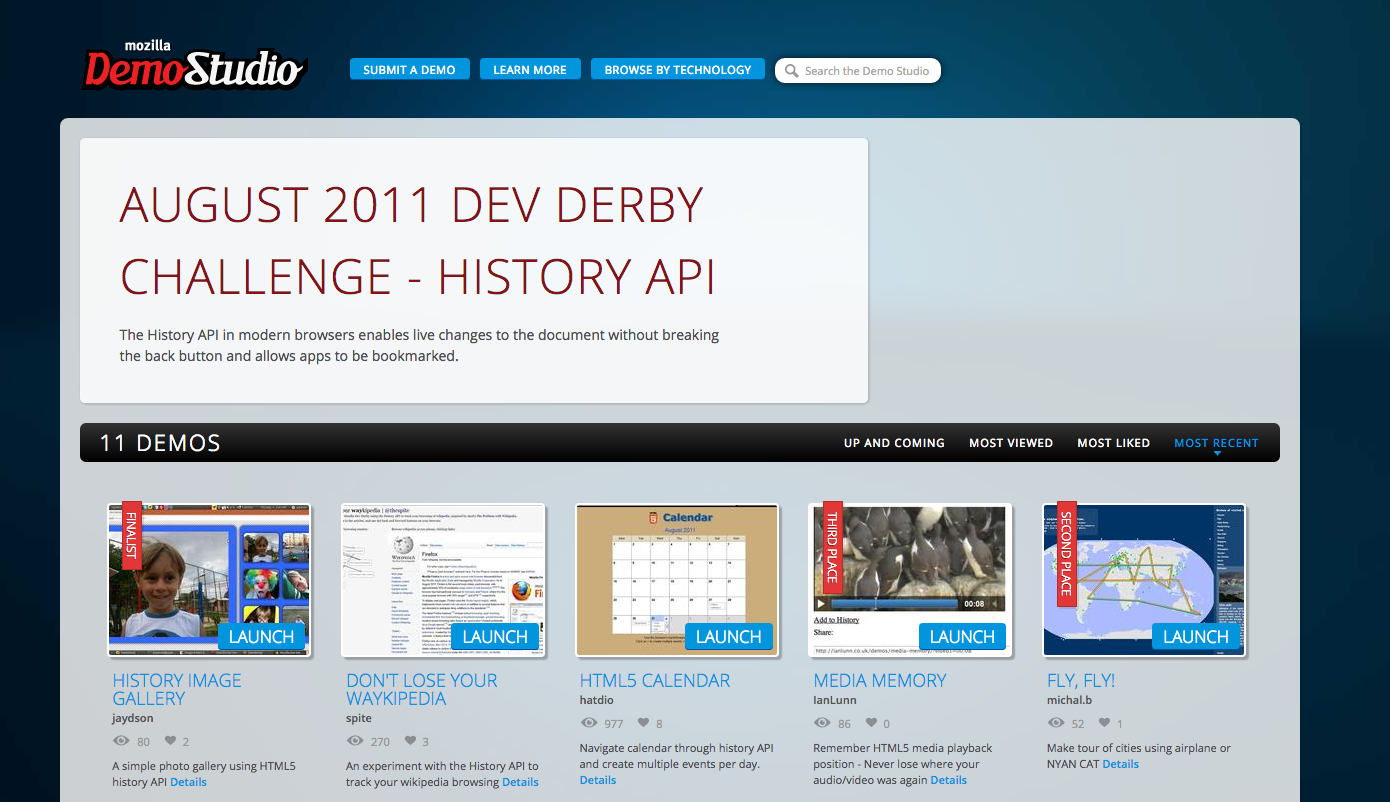 mozilla
DemoStudio
SUBMIT A DEMO
LEARN MORE
BROWSE BY TECHNOLOGY
Search the Demo Studio
AUGUST 2011 DEV DERBY
CHALLENGE - HISTORY API
The History API in modern browsers enables live changes to the document without breaking
the back button and allows apps to be bookmarked.
11 DEMOS
UP AND COMING
MOST VIEWED
MOST LIKED
MOST RECENT
FINALIST
LAUNCH
HISTORY IMAGE
GALLERY
jaydson
80 2
A simple photo gallery using HTML5
history API Details
WIKIPEDIA
Firefox
LAUNCH
DON'T LOSE YOUR
WAYKIPEDIA
spite
270 3
An experiment with the History API to
track your wikipedia browsing Details
Calendar
August 2011
LAUNCH
HTML5 CALENDAR
hatdio
977 8
Navigate calendar through history API
and create multiple events per day.
Details
THIRD PLACE
00:08
Add to History
Share:
LAUNCH
MEDIA MEMORY
IanLunn
86 0
Remember HTML5 media playback
position - Never lose where your
audio/video was again Details
SECOND PLACE
LAUNCH
FLY, FLY!
michal.b
52 1
Make tour of cities using airplane or
NYAN CAT Details